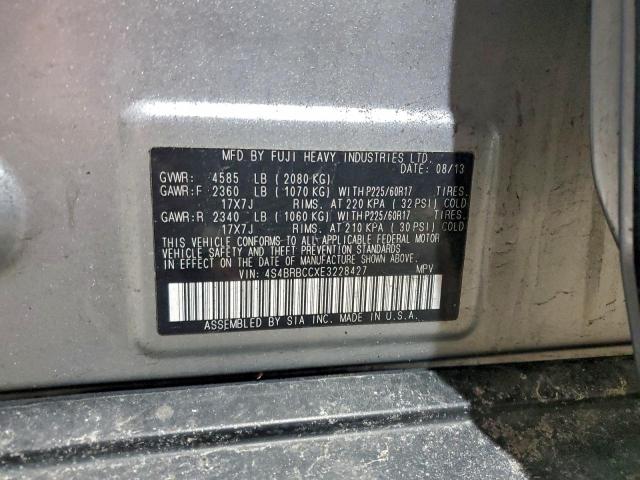 MFD BY FUJI HEAVY INDUSTRIES LTD.
DATE: 08/13
GVWR: 4585 LB (2080 KG)
GAWR:F 2360 LB (1070 KG) WITH P225/60R17 TIRES,
17X7J RIMS, AT 220 KPA (32 PSI) COLD
GAWR:R 2340 LB (1060 KG) WITH P225/60R17 TIRES,
17X7J RIMS, AT 210 KPA (30 PSI) COLD
THIS VEHICLE CONFORMS TO ALL APPLICABLE FEDERAL MOTOR
VEHICLE SAFETY AND THEFT PREVENTION STANDARDS
IN EFFECT ON THE DATE OF MANUFACTURE SHOWN ABOVE.
VIN: 4S4BRBCCXE3228427 MPV
ASSEMBLED BY SIA INC. MADE IN U.S.A.